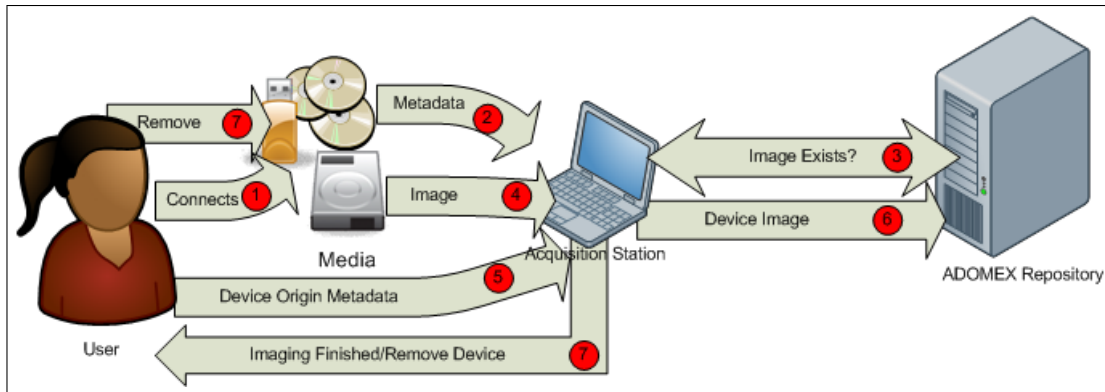 Remove 7
Metadata 2
Connects 1
Image Exists? 3
Image 4
Device Image 6
Media
Acquisition Station
ADOMEX Repository
Device Origin Metadata 5
User
Imaging Finished/Remove Device 7